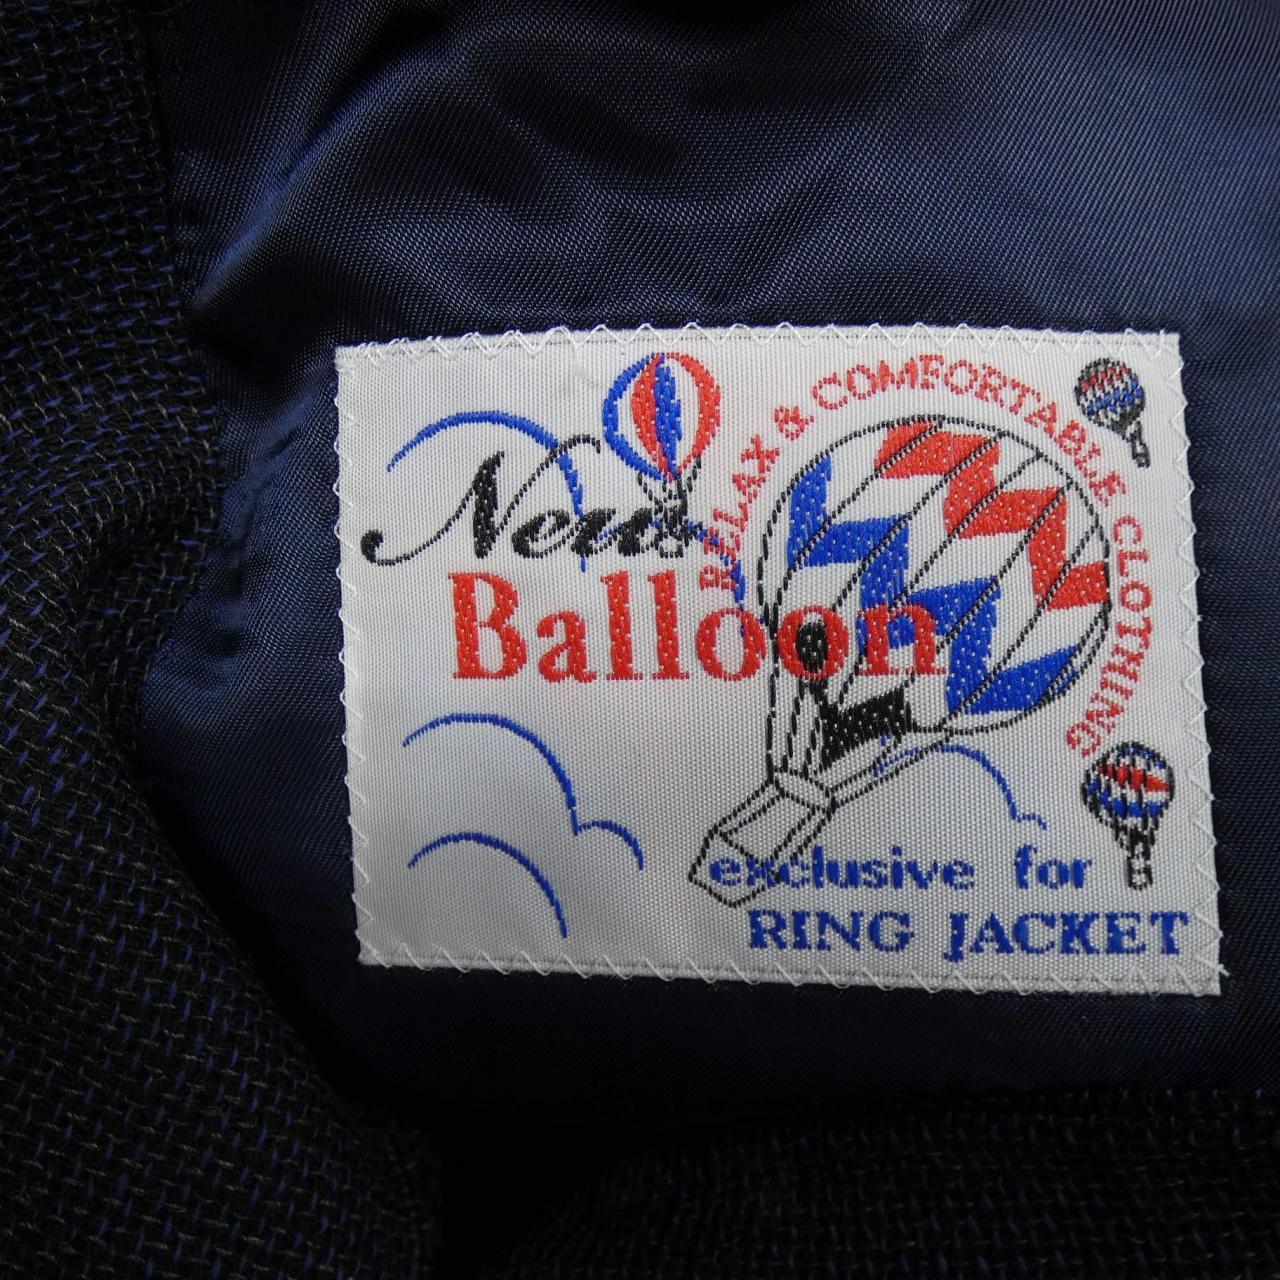 New
Balloon
RELAX & COMFORTABLE CLOTHING
exclusive for
RING JACKET